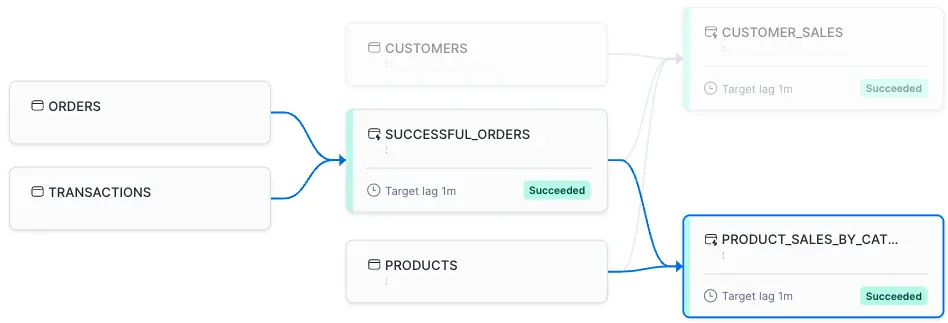 ORDERS
TRANSACTIONS
CUSTOMERS
SUCCESSFUL_ORDERS
Target lag 1m
Succeeded
PRODUCTS
CUSTOMER_SALES
Target lag 1m
Succeeded
PRODUCT_SALES_BY_CAT...
Target lag 1m
Succeeded